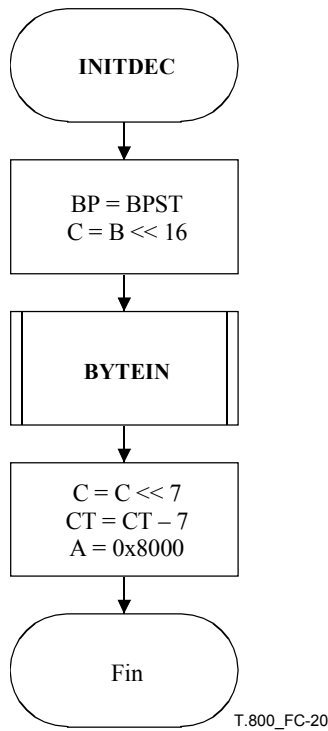 INITDEC
BP = BPST
C = B << 16
BYTEIN
C = C << 7
CT = CT – 7
A = 0x8000
Fin
T.800_FC-20